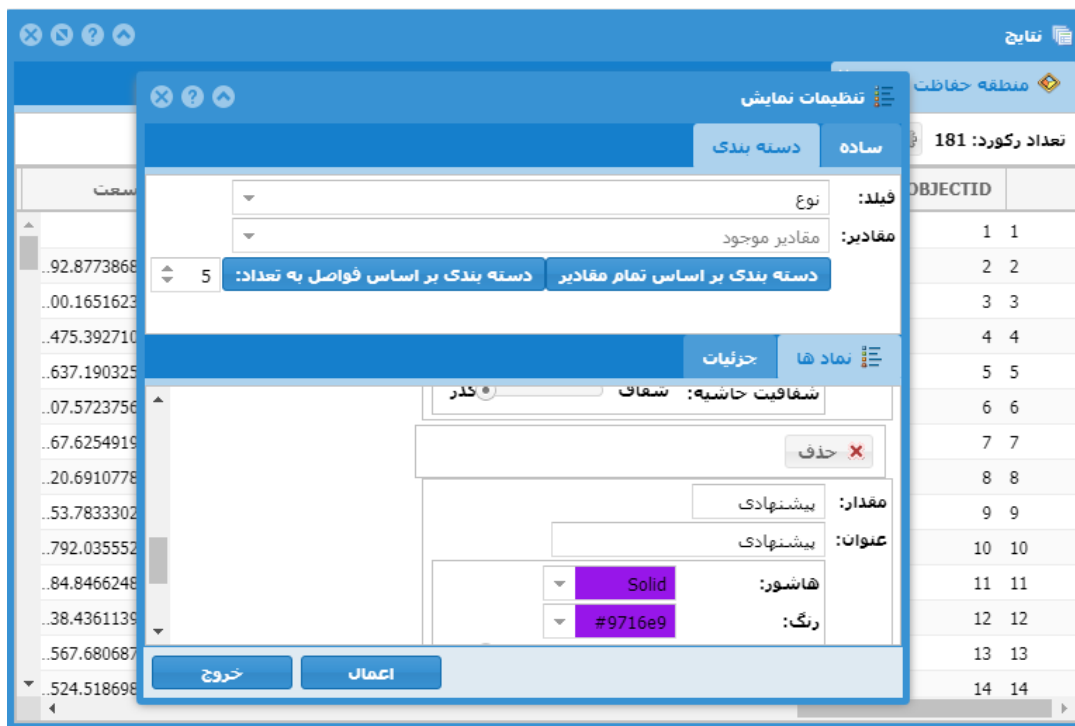 نتایج
منطقه حفاظت
تنظیمات نمایش
ساده
دسته بندی
تعداد رکورد: 181
OBJECTID
فیلد: نوع
مقادیر: مقادیر موجود
دسته بندی بر اساس تمام مقادیر
دسته بندی بر اساس فواصل به تعداد: 5
نماد ها
جزئیات
شفافیت حاشیه: شفاف کدر
حذف
مقدار: پیشنهادی
عنوان: پیشنهادی
هاشور: Solid
رنگ: #9716e9
اعمال
خروج
1 1
2 2 ..92.8773868
3 3 ..00.1651623
4 4 ..475.392710
5 5 ..637.190325
6 6 ..07.5723756
7 7 ..67.6254919
8 8 ..20.6910778
9 9 ..53.7833302
10 10 ..792.035552
11 11 ..84.8466248
12 12 ..38.4361139
13 13 ..567.680687
14 14 ..524.518698